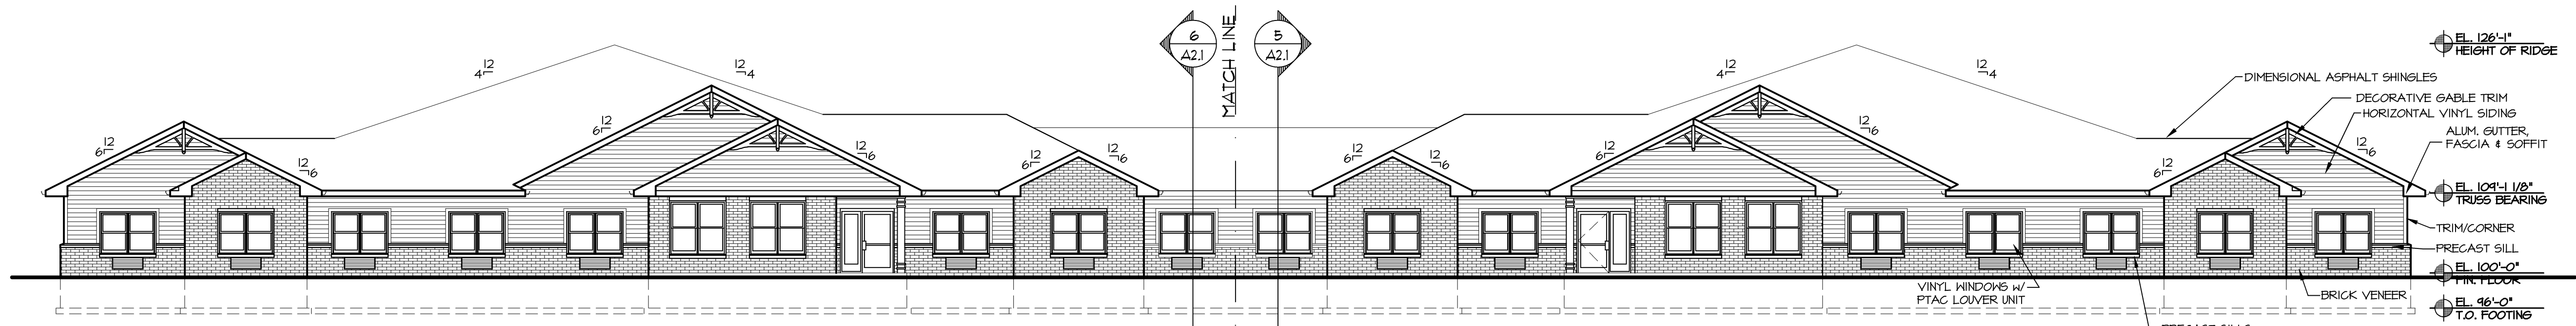 6
A2.1
MATCH LINE
5
A2.1
EL. 126'-1"
HEIGHT OF RIDGE
12
4
12
4
12
4
12
4
DIMENSIONAL ASPHALT SHINGLES
DECORATIVE GABLE TRIM
HORIZONTAL VINYL SIDING
ALUM. GUTTER,
FASCIA & SOFFIT
12
6
12
6
12
6
12
6
12
6
12
6
12
6
12
6
12
6
12
6
12
6
12
6
EL. 109'-1 1/8"
TRUSS BEARING
TRIM/CORNER
PRECAST SILL
EL. 100'-0"
FIN. FLOOR
VINYL WINDOWS W/
PTAC LOUVER UNIT
BRICK VENEER
EL. 96'-0"
T.O. FOOTING